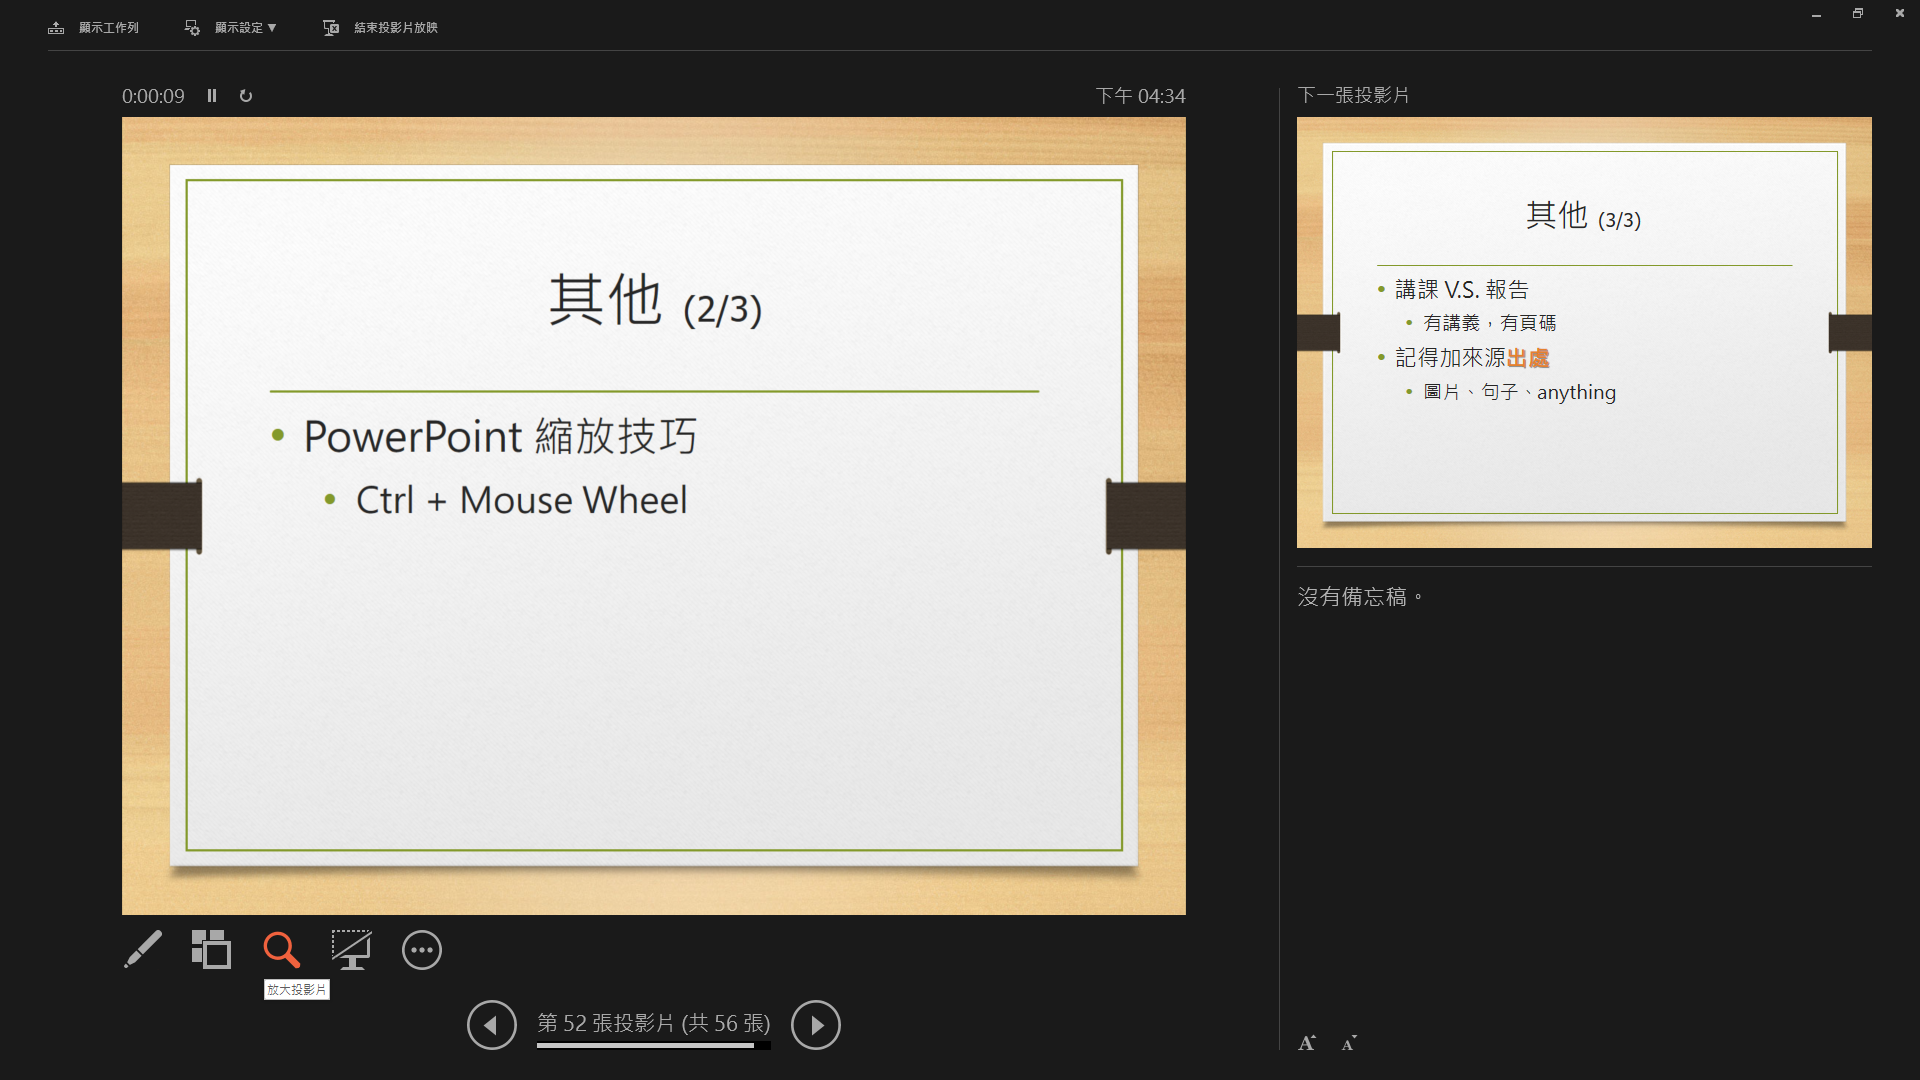 顯示工作列
顯示設定 ▼
結束投影片放映
0:00:09
下午 04:34
其他 (2/3)
• PowerPoint 縮放技巧
• Ctrl + Mouse Wheel
放大投影片
第 52 張投影片 (共 56 張)
下一張投影片
其他 (3/3)
• 講課 V.S. 報告
• 有講義，有頁碼
• 記得加來源出處
• 圖片、句子、anything
沒有備忘稿。
A A